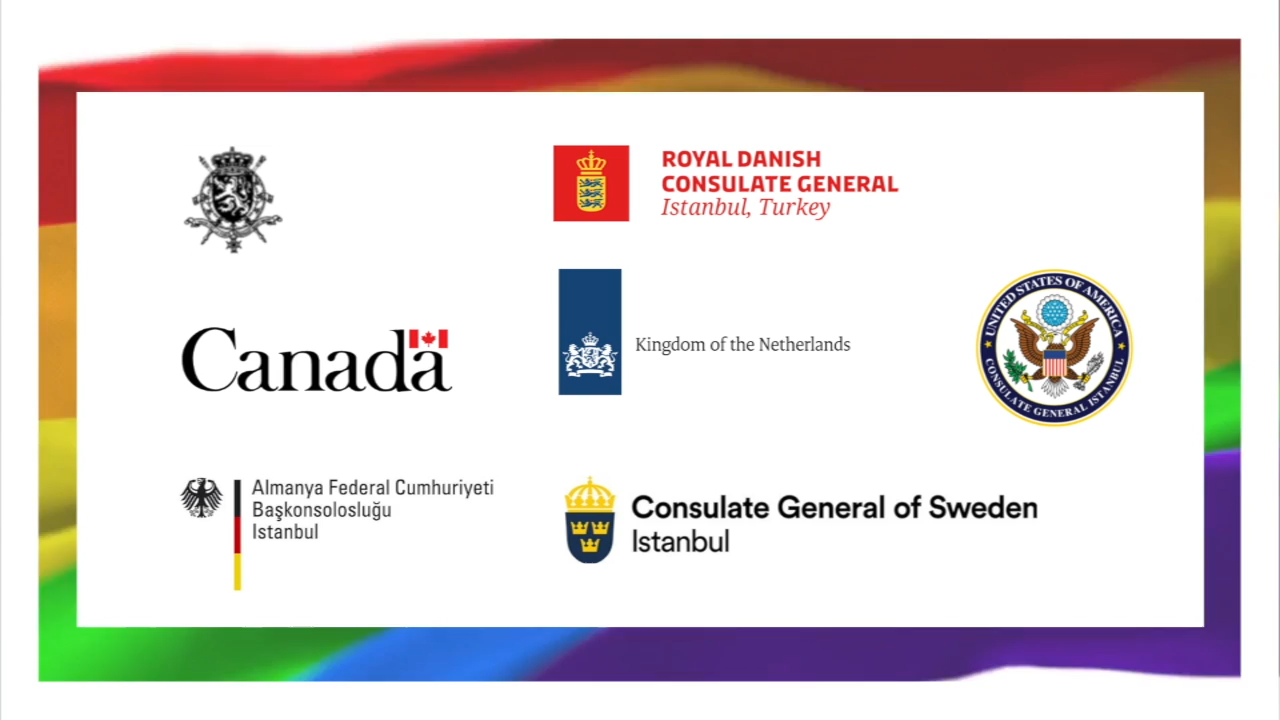 ROYAL DANISH
CONSULATE GENERAL
Istanbul, Turkey
Canada
Kingdom of the Netherlands
UNITED STATES OF AMERICA
CONSULATE GENERAL ISTANBUL
Almanya Federal Cumhuriyeti
Başkonsolosluğu
Istanbul
Consulate General of Sweden
Istanbul